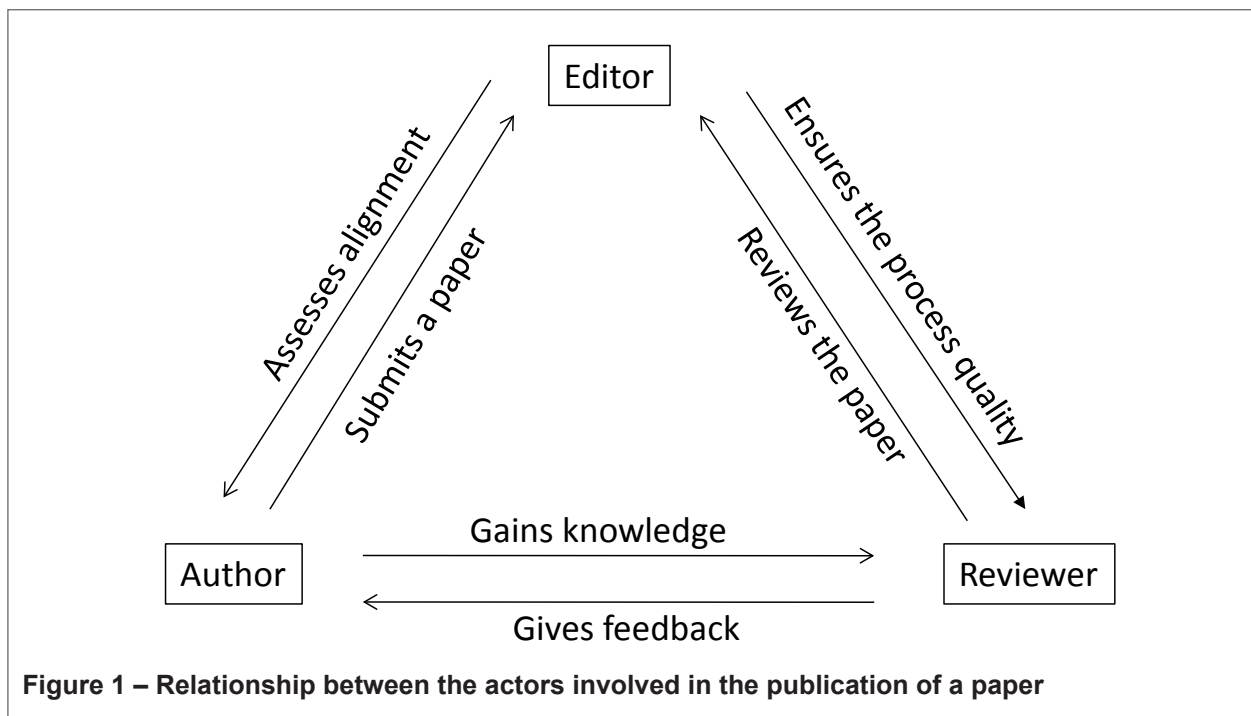 Editor
Assesses alignment
Submits a paper
Reviews the paper
Ensures the process quality
Gains knowledge
Author
Reviewer
Gives feedback
Figure 1 – Relationship between the actors involved in the publication of a paper